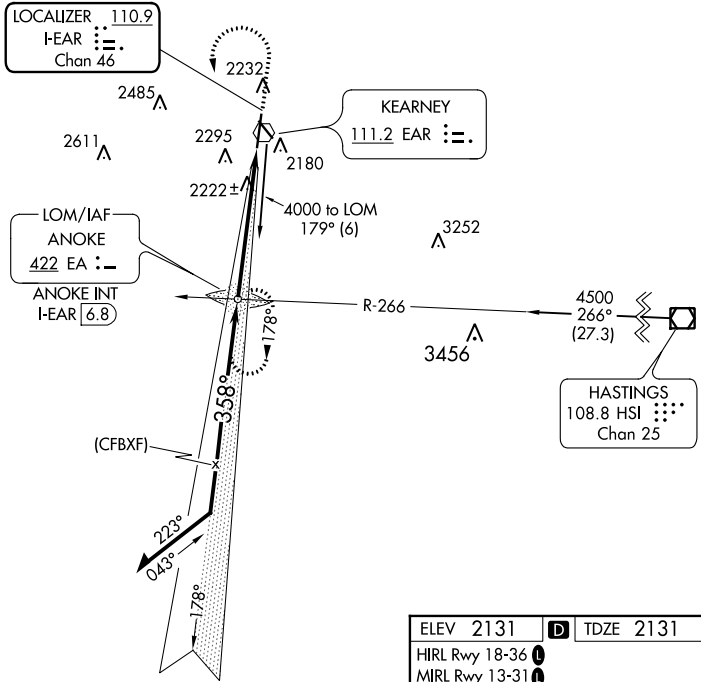 LOCALIZER 110.9
I-EAR
Chan 46
2232
2485
KEARNEY
111.2 EAR
2611
2295
2180
2222±
4000 to LOM
179° (6)
LOM/IAF
ANOKE
422 EA
3252
ANOKE INT
I-EAR 6.8
R-266
4500
266°
(27.3)
178°
3456
358°
HASTINGS
108.8 HSI
Chan 25
(CFBXF)
223°
043°
178°
ELEV 2131 D TDZE 2131
HIRL Rwy 18-36 L
MIRL Rwy 13-31 L